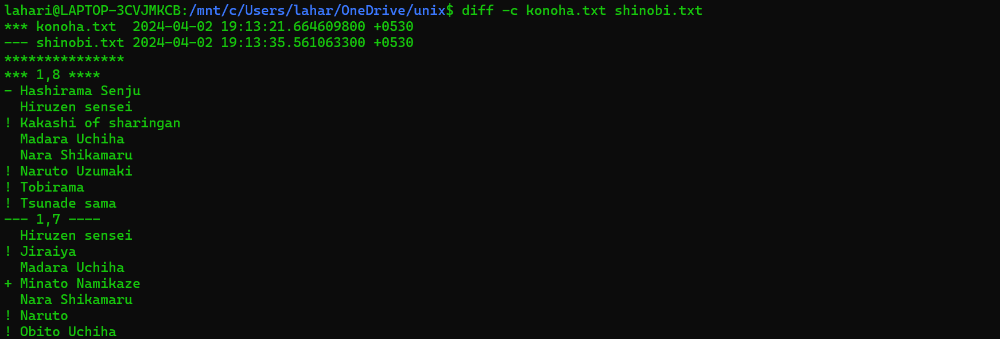 lahari@LAPTOP-3CVJMKCB:/mnt/c/Users/lahar/OneDrive/unix$ diff -c konoha.txt shinobi.txt
*** konoha.txt  2024-04-02 19:13:21.664609800 +0530
--- shinobi.txt 2024-04-02 19:13:35.561063300 +0530
***************
*** 1,8 ****
- Hashirama Senju
  Hiruzen sensei
! Kakashi of sharingan
  Madara Uchiha
  Nara Shikamaru
! Naruto Uzumaki
! Tobirama
! Tsunade sama
--- 1,7 ----
  Hiruzen sensei
! Jiraiya
  Madara Uchiha
+ Minato Namikaze
  Nara Shikamaru
! Naruto
! Obito Uchiha